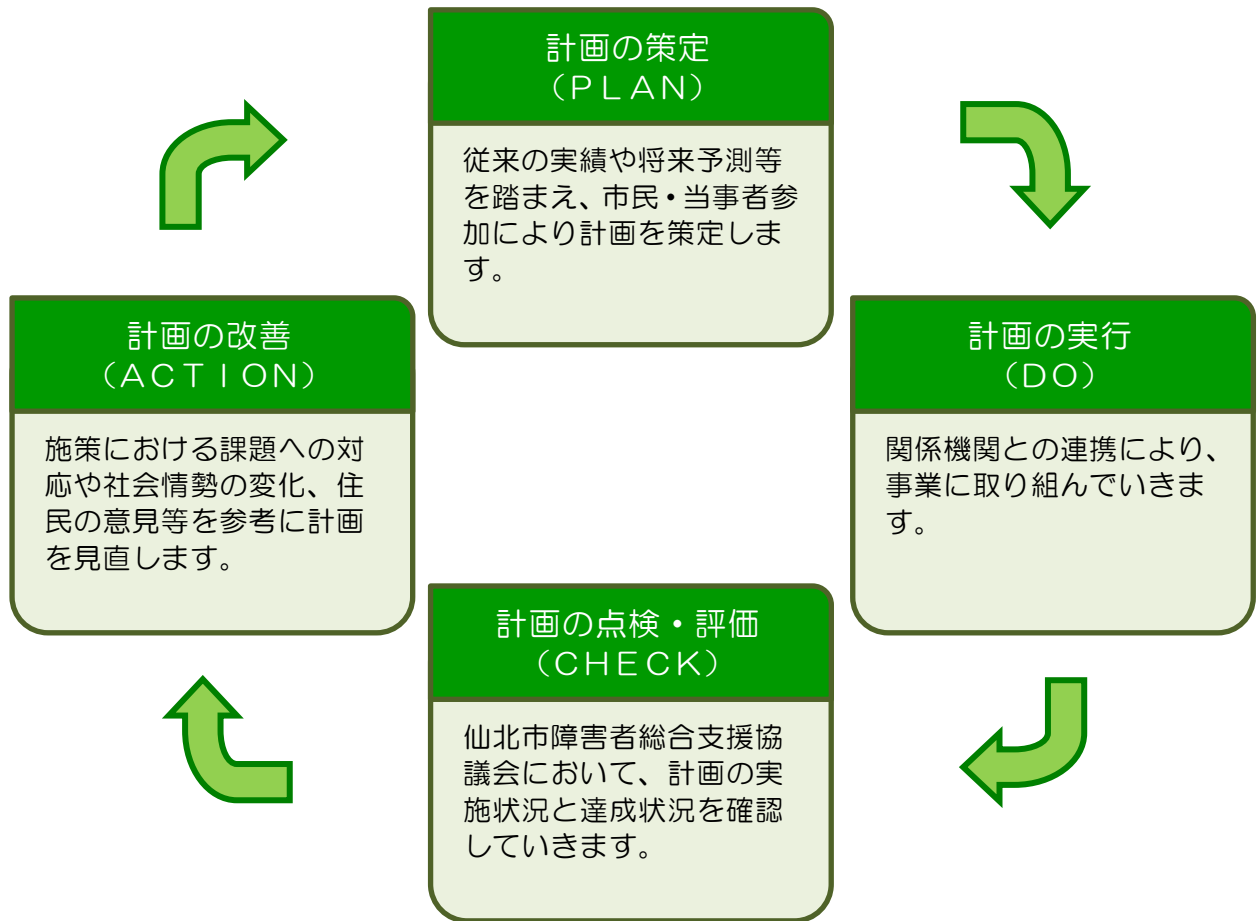 計画の策定
（ＰＬＡＮ）
従来の実績や将来予測等
を踏まえ、市民・当事者参
加により計画を策定しま
す。
計画の実行
（ＤＯ）
関係機関との連携により、
事業に取り組んでいきま
す。
計画の点検・評価
（ＣＨＥＣＫ）
仙北市障害者総合支援協
議会において、計画の実
施状況と達成状況を確認
していきます。
計画の改善
（ＡＣＴＩＯＮ）
施策における課題への対
応や社会情勢の変化、住
民の意見等を参考に計画
を見直します。